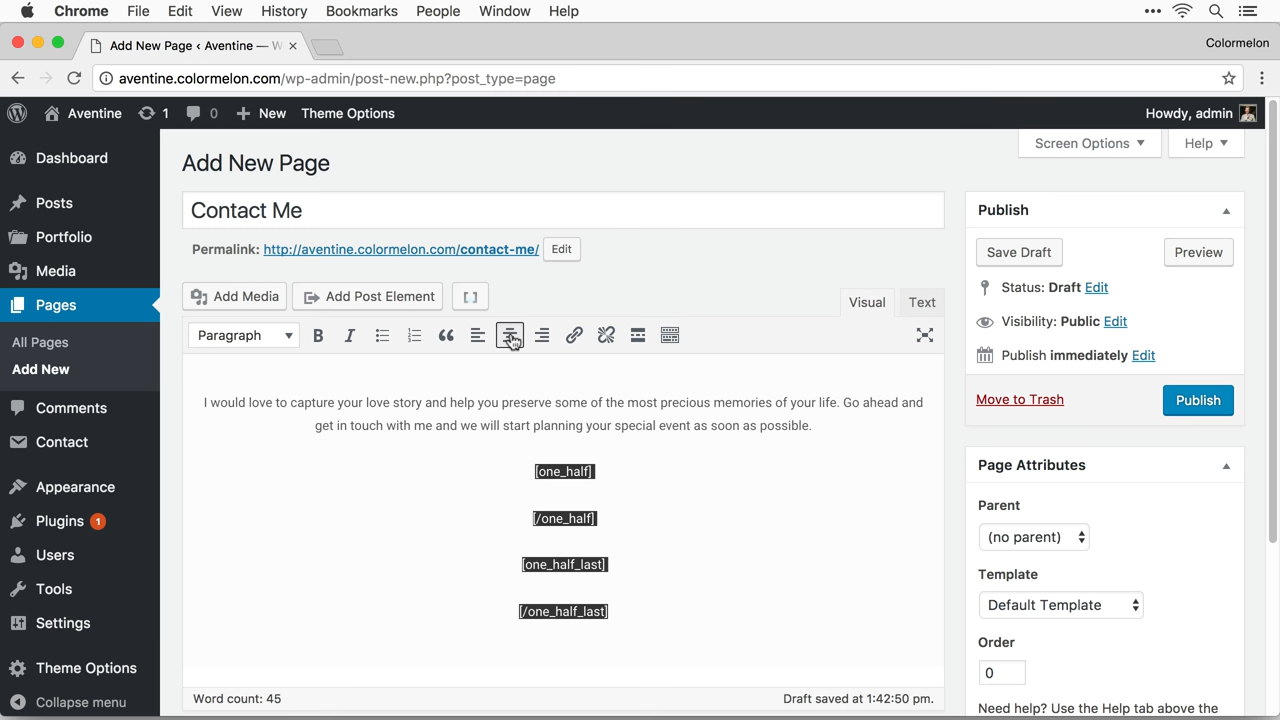 Chrome File Edit View History Bookmarks People Window Help
Add New Page ‹ Aventine — W
Colormelon
aventine.colormelon.com/wp-admin/post-new.php?post_type=page
Aventine 1 0 New Theme Options Howdy, admin
Dashboard
Posts
Portfolio
Media
Pages
All Pages
Add New
Comments
Contact
Appearance
Plugins 1
Users
Tools
Settings
Theme Options
Collapse menu
Screen Options Help
Add New Page
Contact Me
Permalink: http://aventine.colormelon.com/contact-me/ Edit
Add Media Add Post Element [ ]
Visual Text
Paragraph B I
I would love to capture your love story and help you preserve some of the most precious memories of your life. Go ahead and
get in touch with me and we will start planning your special event as soon as possible.
[one_half]
[/one_half]
[one_half_last]
[/one_half_last]
Word count: 45 Draft saved at 1:42:50 pm.
Publish
Save Draft Preview
Status: Draft Edit
Visibility: Public Edit
Publish immediately Edit
Move to Trash Publish
Page Attributes
Parent
(no parent)
Template
Default Template
Order
0
Need help? Use the Help tab above the